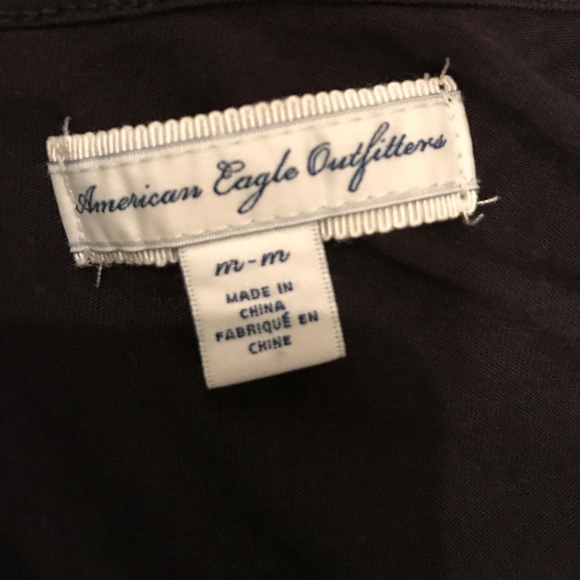 American Eagle Outfitters
m-m
MADE IN
CHINA
FABRIQUÉ EN
CHINE